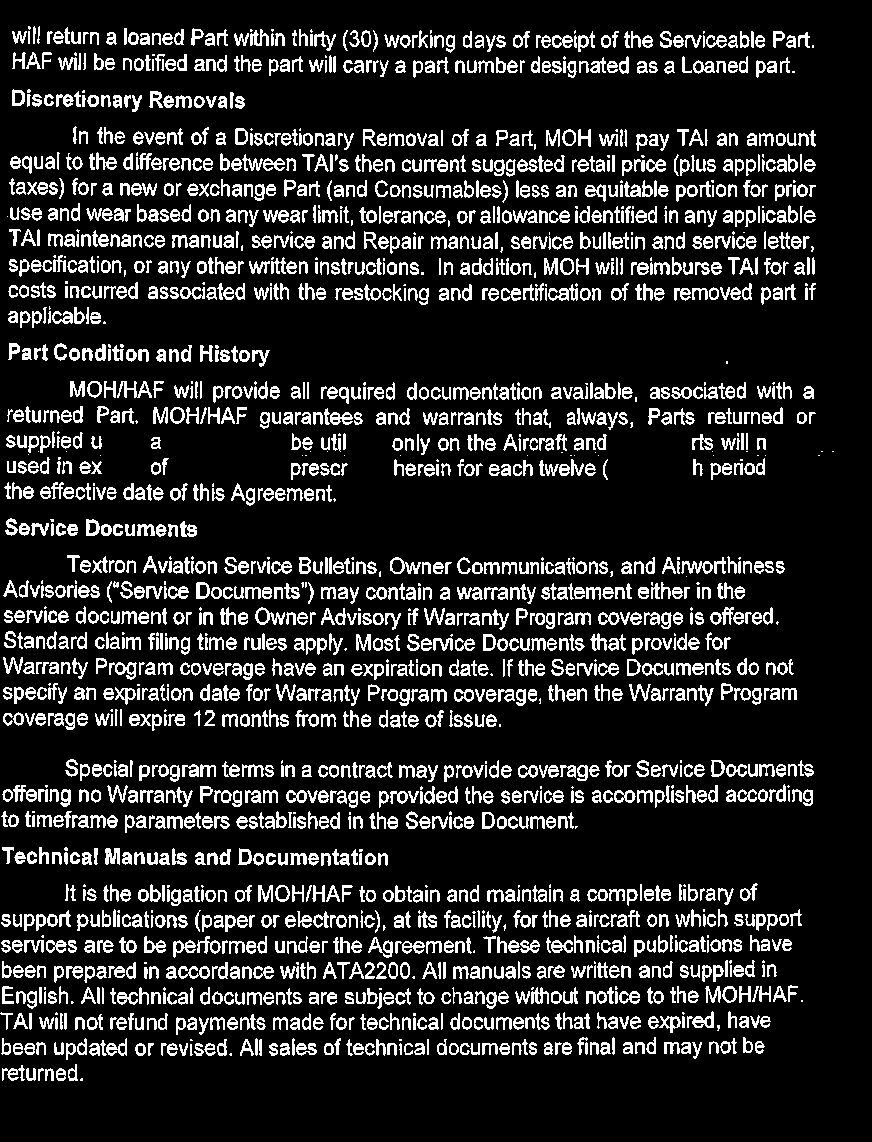 will return a loaned Part within thirty (30) working days of receipt of the Serviceable Part.
HAF will be notified and the part will carry a part number designated as a Loaned part.
Discretionary Removals
In the event of a Discretionary Removal of a Part, MOH will pay TAI an amount
equal to the difference between TAI's then current suggested retail price (plus applicable
taxes) for a new or exchange Part (and Consumables) less an equitable portion for prior
use and wear based on any wear limit, tolerance, or allowance identified in any applicable
TAI maintenance manual, service and Repair manual, service bulletin and service letter,
specification, or any other written instructions. In addition, MOH will reimburse TAI for all
costs incurred associated with the restocking and recertification of the removed part if
applicable.
Part Condition and History
MOH/HAF will provide all required documentation available, associated with a
returned Part. MOH/HAF guarantees and warrants that, always, Parts returned or
supplied be only on the Aircraft and will
used in of herein for each twelve ( period
the effective date of this Agreement.
Service Documents
Textron Aviation Service Bulletins, Owner Communications, and Airworthiness
Advisories ("Service Documents") may contain a warranty statement either in the
service document or in the Owner Advisory if Warranty Program coverage is offered.
Standard claim filing time rules apply. Most Service Documents that provide for
Warranty Program coverage have an expiration date. If the Service Documents do not
specify an expiration date for Warranty Program coverage, then the Warranty Program
coverage will expire 12 months from the date of issue.
Special program terms in a contract may provide coverage for Service Documents
offering no Warranty Program coverage provided the service is accomplished according
to timeframe parameters established in the Service Document.
Technical Manuals and Documentation
It is the obligation of MOH/HAF to obtain and maintain a complete library of
support publications (paper or electronic), at its facility, for the aircraft on which support
services are to be performed under the Agreement. These technical publications have
been prepared in accordance with ATA2200. All manuals are written and supplied in
English. All technical documents are subject to change without notice to the MOH/HAF.
TAI will not refund payments made for technical documents that have expired, have
been updated or revised. All sales of technical documents are final and may not be
returned.